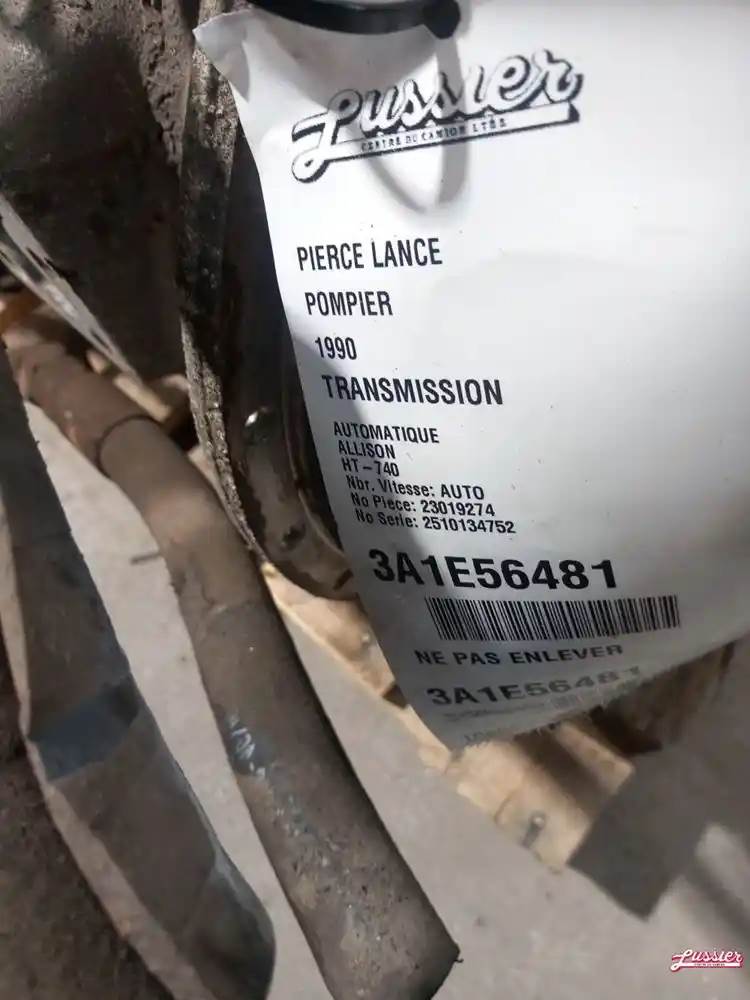 Lussier
CENTRE DU CAMION LTÉE
PIERCE LANCE
POMPIER
1990
TRANSMISSION
AUTOMATIQUE
ALLISON
HT-740
Nbr. Vitesse: AUTO
No Piece: 23019274
No Serie: 2510134752
3A1E56481
NE PAS ENLEVER
3A1E56481
Lussier